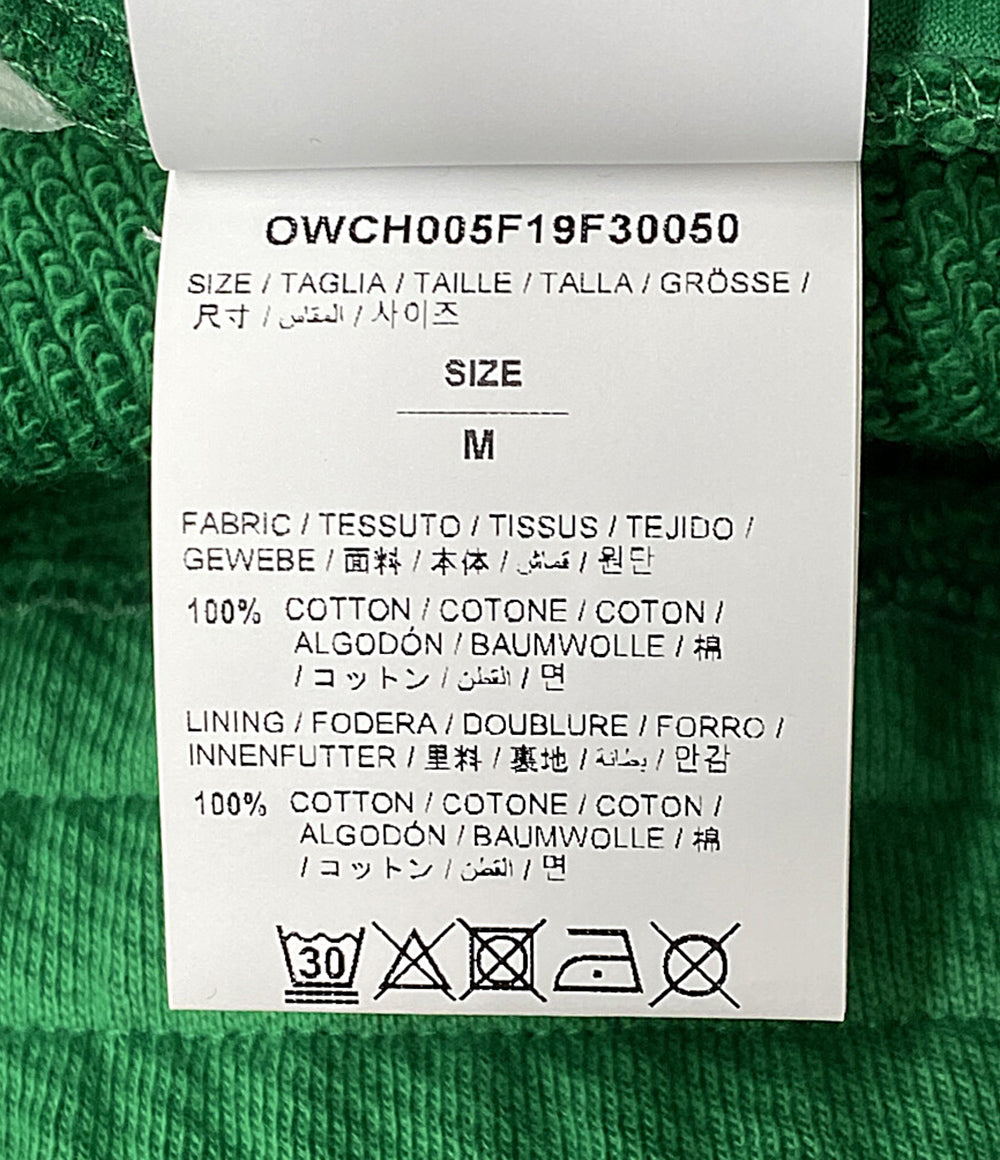 OWCH005F19F30050
SIZE / TAGLIA / TAILLE / TALLA / GRÖSSE /
尺寸 / المقاس / 사이즈
SIZE
M
FABRIC / TESSUTO / TISSUS / TEJIDO /
GEWEBE / 面料 / 本体 / قماش / 원단
100% COTTON / COTONE / COTON /
ALGODÓN / BAUMWOLLE / 棉
/ コットン / القطن / 면
LINING / FODERA / DOUBLURE / FORRO /
INNENFUTTER / 里料 / 裏地 / بطانة / 안감
100% COTTON / COTONE / COTON /
ALGODÓN / BAUMWOLLE / 棉
/ コットン / القطن / 면
30